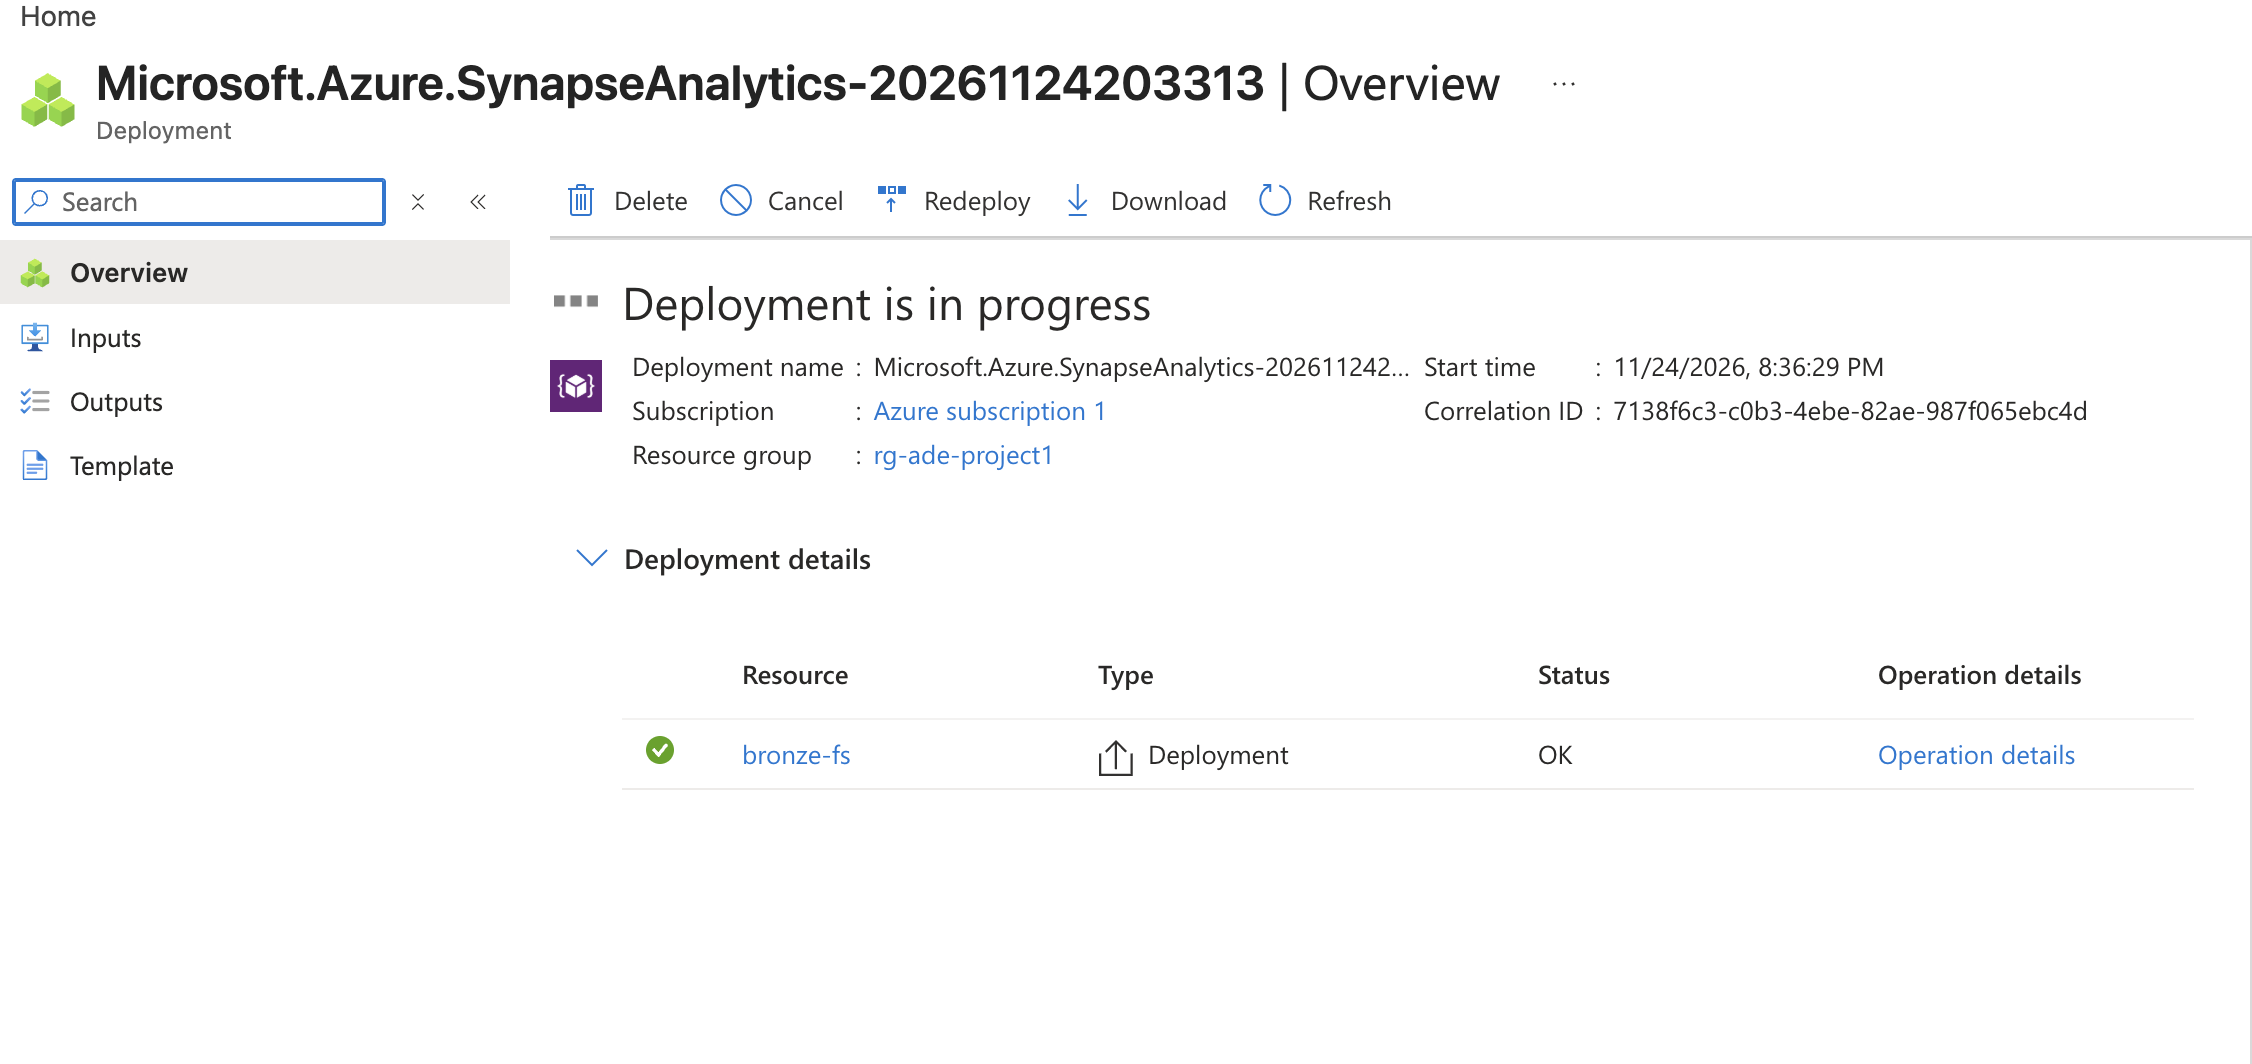 Home
Microsoft.Azure.SynapseAnalytics-20261124203313 | Overview ...
Deployment
Search
Delete Cancel Redeploy Download Refresh
Overview
Inputs
Outputs
Template
Deployment is in progress
Deployment name : Microsoft.Azure.SynapseAnalytics-202611242... Start time : 11/24/2026, 8:36:29 PM
Subscription : Azure subscription 1 Correlation ID : 7138f6c3-c0b3-4ebe-82ae-987f065ebc4d
Resource group : rg-ade-project1
Deployment details
Resource Type Status Operation details
bronze-fs Deployment OK Operation details